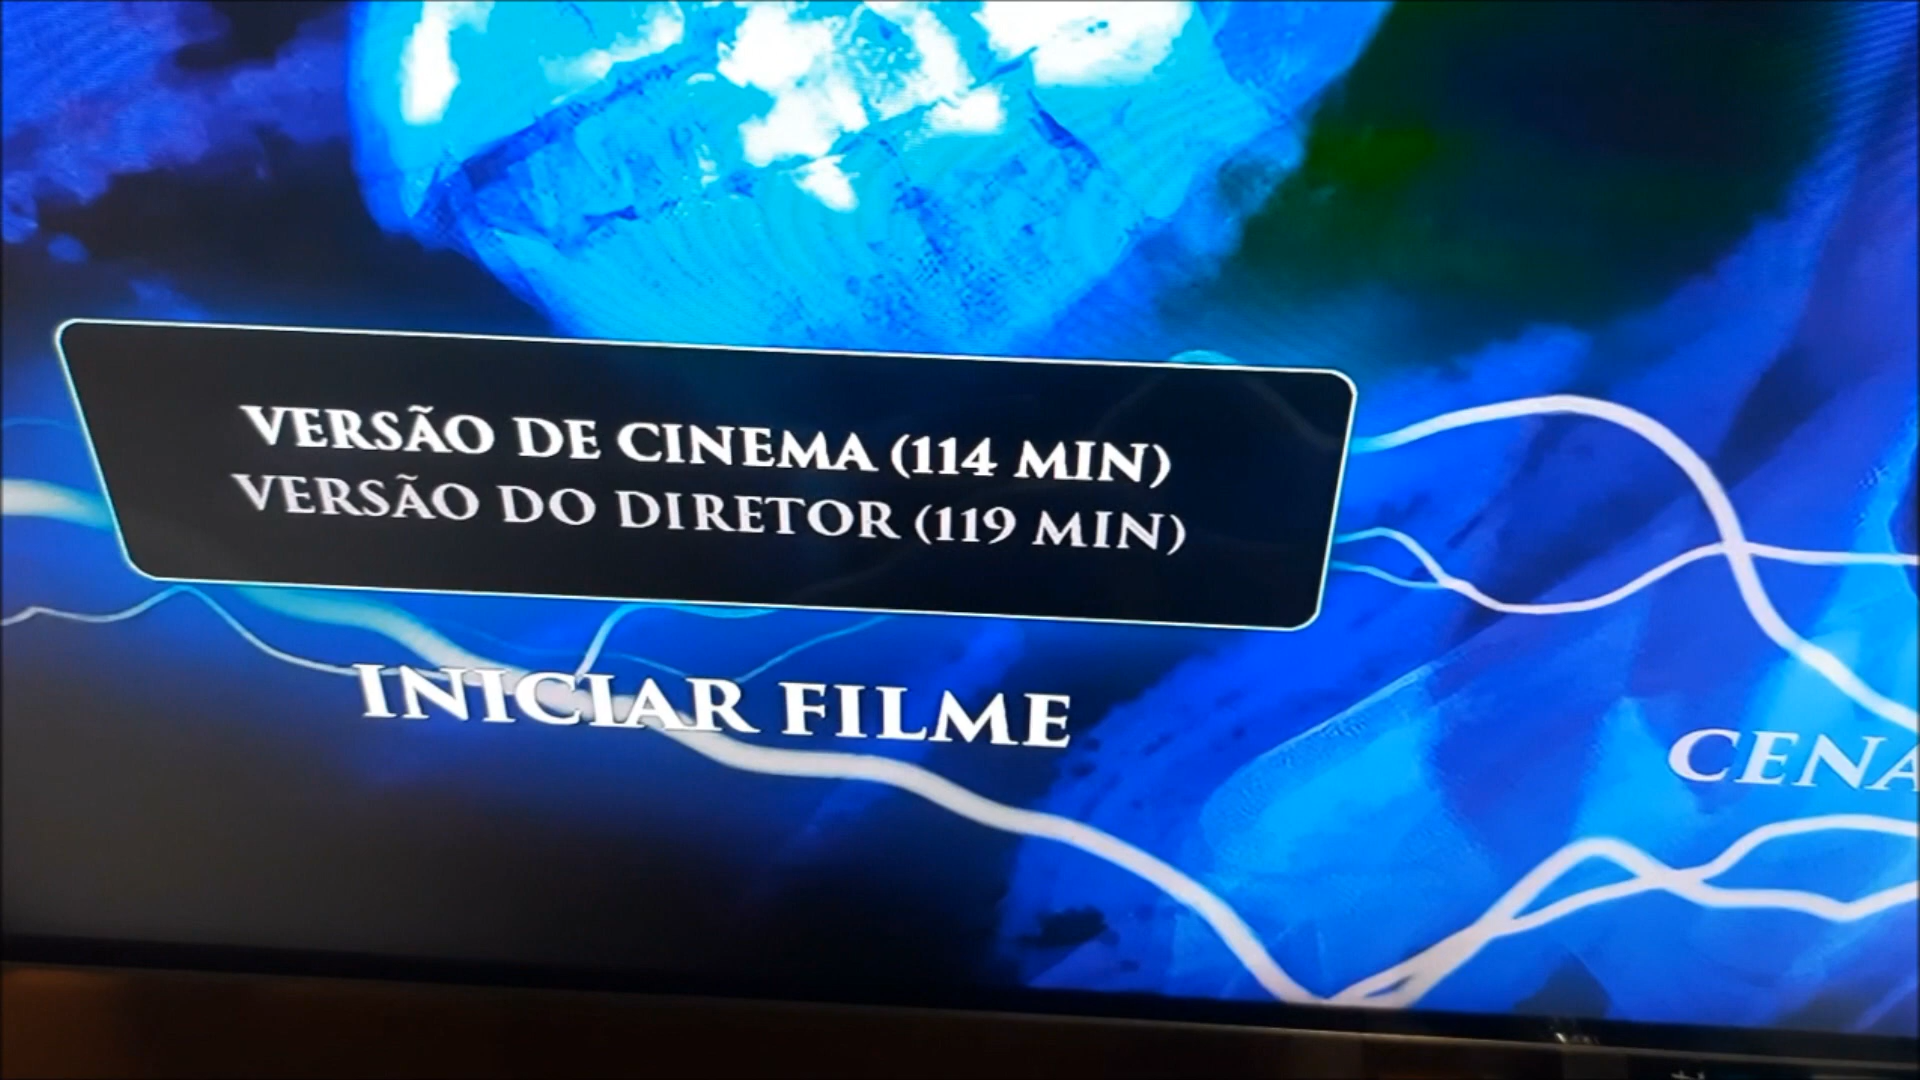 VERSÃO DE CINEMA (114 MIN)
VERSÃO DO DIRETOR (119 MIN)
INICIAR FILME
CENA